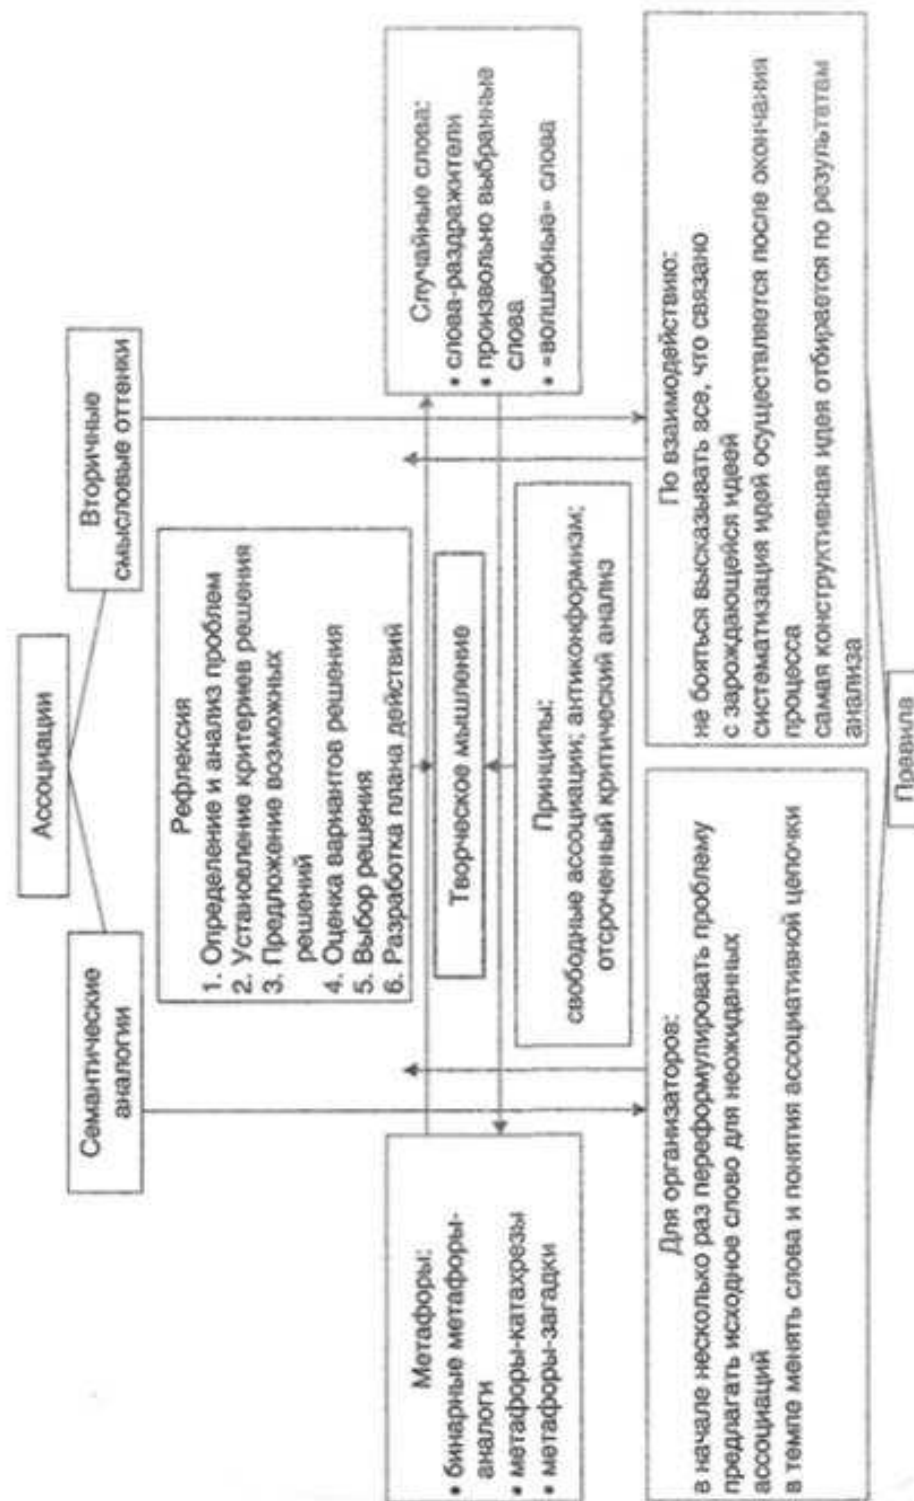 Ассоциации
Семантические
аналогии
Вторичные
смысловые оттенки
Рефлексия
1. Определение и анализ проблем
2. Установление критериев решения
3. Предложение возможных
решений
4. Оценка вариантов решения
5. Выбор решения
6. Разработка плана действий
Метафоры:
• бинарные метафоры-
аналоги
• метафоры-катахрезы
• метафоры-загадки
Творческое мышление
Случайные слова:
• слова-раздражители
• произвольно выбранные
слова
• «волшебные» слова
Принципы:
свободные ассоциации; антиконформизм;
отсроченный критический анализ
Для организаторов:
в начале несколько раз переформулировать проблему
предлагать исходное слово для неожиданных
ассоциаций
в темпе менять слова и понятия ассоциативной цепочки
По взаимодействию:
не бояться высказывать все, что связано
с зарождающейся идеей
систематизация идей осуществляется после окончания
процесса
самая конструктивная идея отбирается по результатам
анализа
Правила